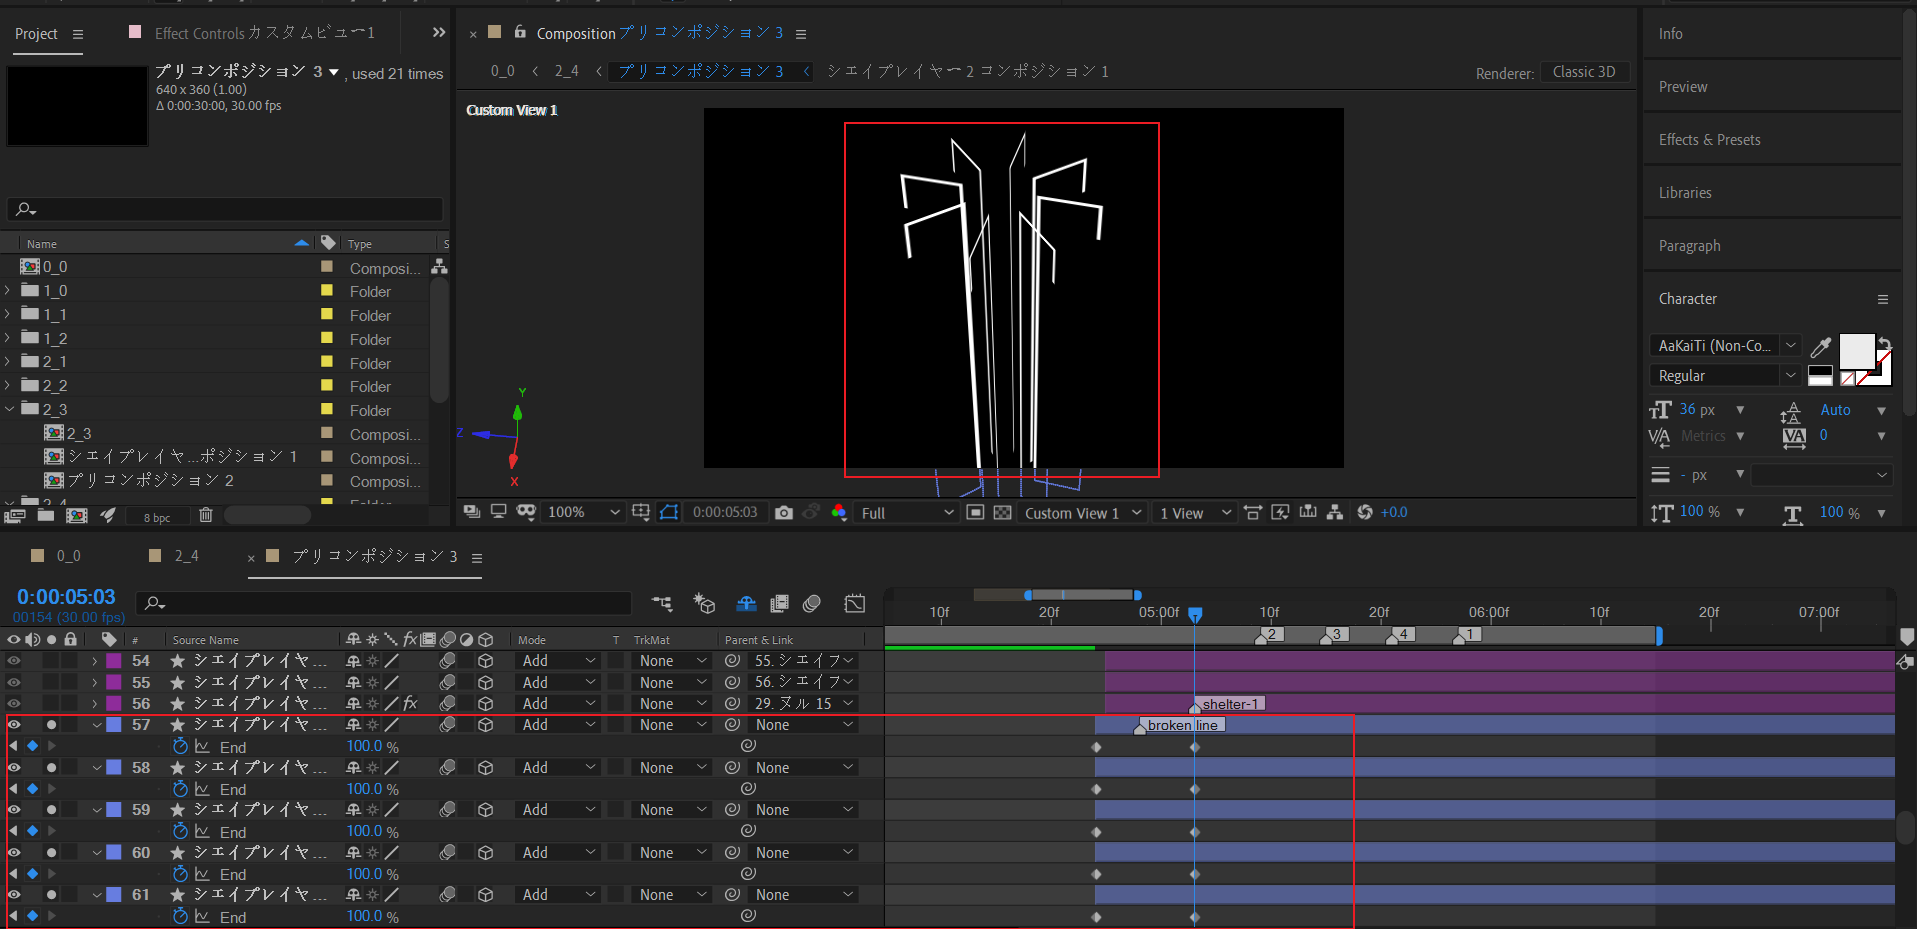 Project
Effect Controls カスタムビュー1
Composition プリコンポジション 3
Info
プリコンポジション 3 , used 21 times
640 x 360 (1.00)
Δ 0:00:30:00, 30.00 fps
0_0
2_4
プリコンポジション 3
シエイプレイヤー 2 コンポジション 1
Renderer:
Classic 3D
Custom View 1
Preview
Effects & Presets
Libraries
Paragraph
Character
AaKaiTi (Non-Co...
Regular
36 px
Auto
Metrics
0
- px
100 %
100 %
Name
Type
S
0_0
Composi...
1_0
Folder
1_1
Folder
1_2
Folder
2_1
Folder
2_2
Folder
2_3
Folder
2_3
Composi...
シエイプレイヤ...ポジション 1
Composi...
プリコンポジション 2
Composi...
2_4
Folder
8 bpc
Y
Z
X
100%
0:00:05:03
Full
Custom View 1
1 View
+0.0
0_0
2_4
プリコンポジション 3
0:00:05:03
00154 (30.00 fps)
10f
20f
05:00f
10f
20f
06:00f
10f
20f
07:00f
2
3
4
1
#
Source Name
fx
Mode
T
TrkMat
Parent & Link
54 シエイプレイヤ... Add None 55. シエイプ
55 シエイプレイヤ... Add None 56. シエイプ
56 シエイプレイヤ... fx Add None 29. ヌル 15
shelter-1
57 シエイプレイヤ... Add None None
broken line
End 100.0 %
58 シエイプレイヤ... Add None None
End 100.0 %
59 シエイプレイヤ... Add None None
End 100.0 %
60 シエイプレイヤ... Add None None
End 100.0 %
61 シエイプレイヤ... Add None None
End 100.0 %